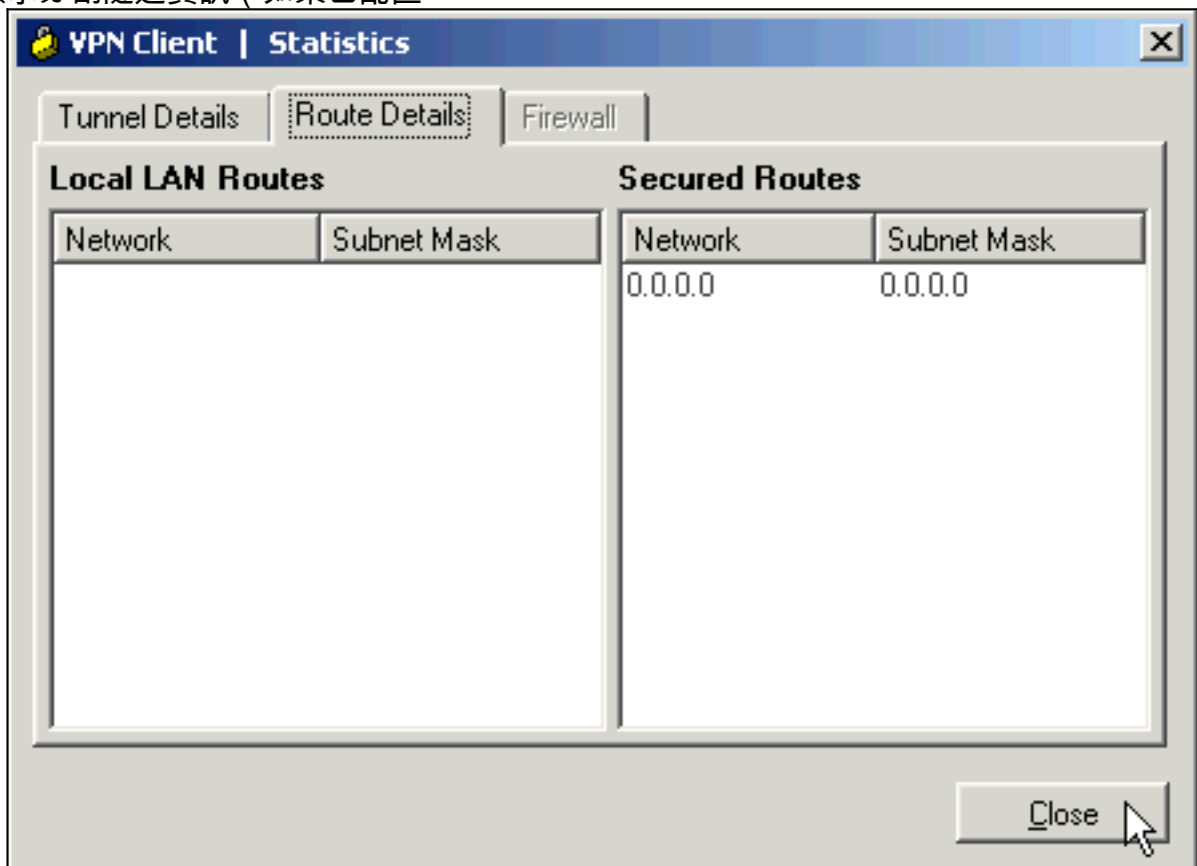 VPN Client | Statistics
Tunnel Details Route Details Firewall
Local LAN Routes
Network Subnet Mask
Secured Routes
Network Subnet Mask
0.0.0.0 0.0.0.0
Close